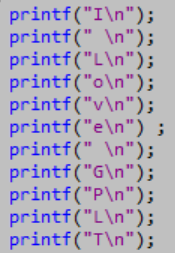 printf("I\n");
printf(" \n");
printf("L\n");
printf("o\n");
printf("v\n");
printf("e\n") ;
printf(" \n");
printf("G\n");
printf("P\n");
printf("L\n");
printf("T\n");